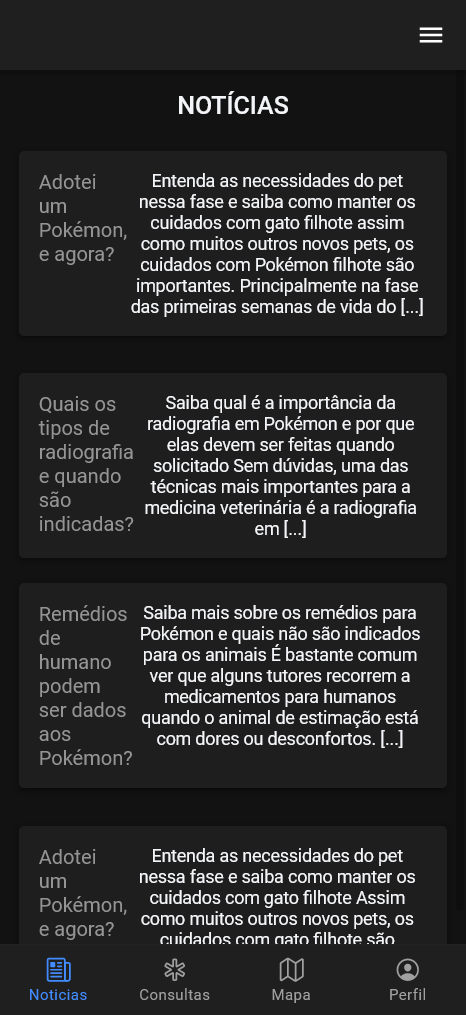 NOTÍCIAS
Adotei
um
Pokémon,
e agora?
Entenda as necessidades do pet
nessa fase e saiba como manter os
cuidados com gato filhote assim
como muitos outros novos pets, os
cuidados com Pokémon filhote são
importantes. Principalmente na fase
das primeiras semanas de vida do [...]
Quais os
tipos de
radiografia
e quando
são
indicadas?
Saiba qual é a importância da
radiografia em Pokémon e por que
elas devem ser feitas quando
solicitado Sem dúvidas, uma das
técnicas mais importantes para a
medicina veterinária é a radiografia
em [...]
Remédios
de
humano
podem
ser dados
aos
Pokémon?
Saiba mais sobre os remédios para
Pokémon e quais não são indicados
para os animais É bastante comum
ver que alguns tutores recorrem a
medicamentos para humanos
quando o animal de estimação está
com dores ou desconfortos. [...]
Adotei
um
Pokémon,
e agora?
Entenda as necessidades do pet
nessa fase e saiba como manter os
cuidados com gato filhote Assim
como muitos outros novos pets, os
cuidados com gato filhote são
Noticias
Consultas
Mapa
Perfil